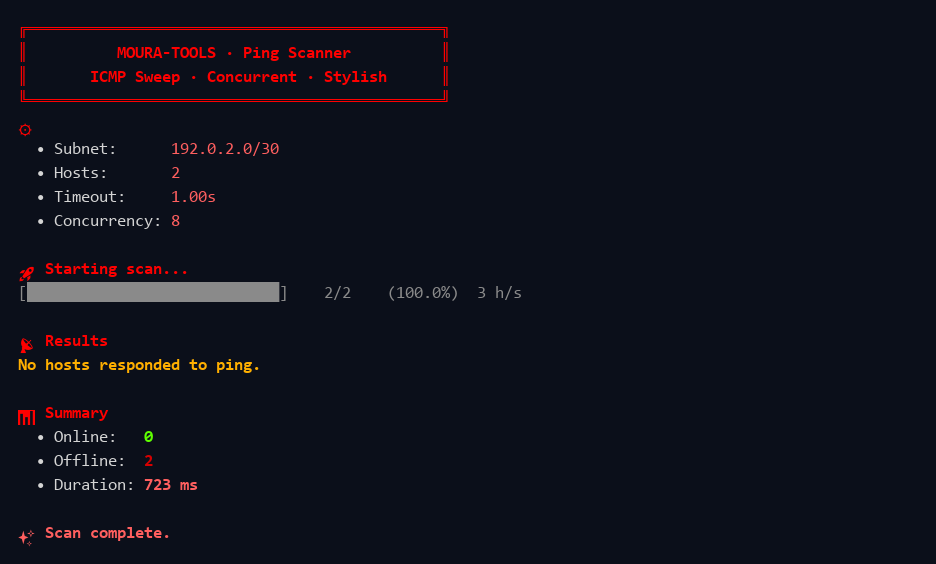 MOURA-TOOLS · Ping Scanner
ICMP Sweep · Concurrent · Stylish
• Subnet: 192.0.2.0/30
• Hosts: 2
• Timeout: 1.00s
• Concurrency: 8
Starting scan...
[████████████████████████████] 2/2 (100.0%) 3 h/s
Results
No hosts responded to ping.
Summary
• Online: 0
• Offline: 2
• Duration: 723 ms
Scan complete.